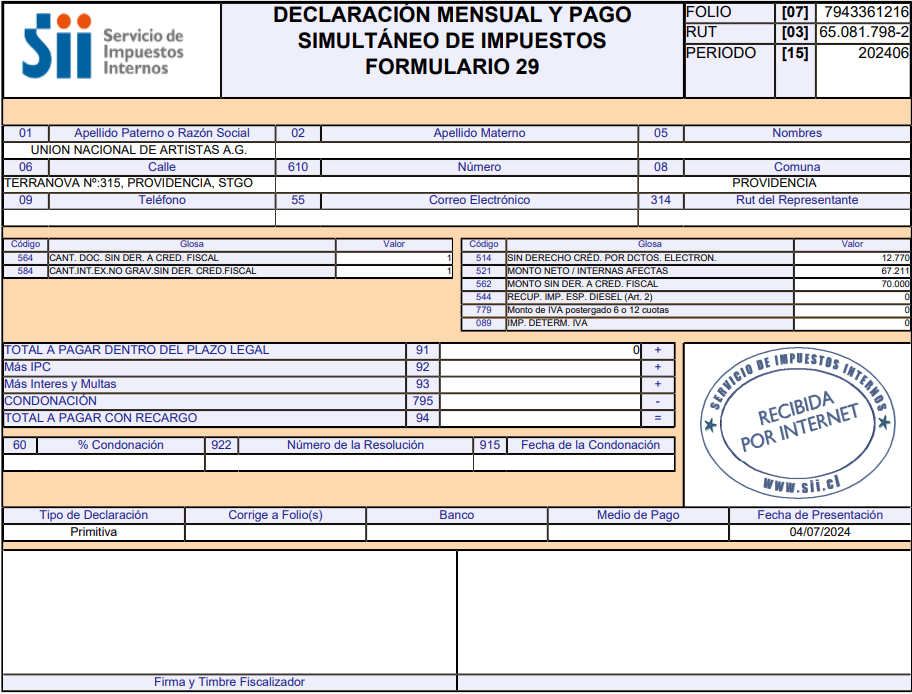 sii Servicio de
Impuestos
Internos
DECLARACIÓN MENSUAL Y PAGO
SIMULTÁNEO DE IMPUESTOS
FORMULARIO 29
FOLIO [07] 7943361216
RUT [03] 65.081.798-2
PERIODO [15] 202406
01 Apellido Paterno o Razón Social 02 Apellido Materno 05 Nombres
UNION NACIONAL DE ARTISTAS A.G.
06 Calle 610 Número 08 Comuna
TERRANOVA Nº:315, PROVIDENCIA, STGO PROVIDENCIA
09 Teléfono 55 Correo Electrónico 314 Rut del Representante
Código Glosa Valor
564 CANT. DOC. SIN DER. A CRED. FISCAL 1
584 CANT.INT.EX.NO GRAV.SIN DER. CRED.FISCAL 1
Código Glosa Valor
514 SIN DERECHO CRÉD. POR DCTOS. ELECTRON. 12.770
521 MONTO NETO / INTERNAS AFECTAS 67.211
562 MONTO SIN DER. A CRED. FISCAL 70.000
544 RECUP. IMP. ESP. DIESEL (Art. 2) 0
779 Monto de IVA postergado 6 o 12 cuotas 0
089 IMP. DETERM. IVA 0
TOTAL A PAGAR DENTRO DEL PLAZO LEGAL 91 0 +
Más IPC 92 +
Más Interes y Multas 93 +
CONDONACIÓN 795 -
TOTAL A PAGAR CON RECARGO 94 =
60 % Condonación 922 Número de la Resolución 915 Fecha de la Condonación
SERVICIO DE IMPUESTOS INTERNOS
RECIBIDA
POR INTERNET
www.sii.cl
Tipo de Declaración Corrige a Folio(s) Banco Medio de Pago Fecha de Presentación
Primitiva 04/07/2024
Firma y Timbre Fiscalizador